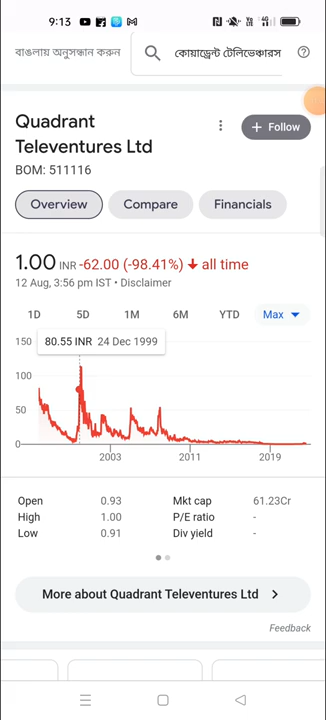 9:13
বাঙলায় অনুসন্ধান করুন
কোয়াড্রেন্ট টেলিভেঞ্চারস
Quadrant
Televentures Ltd
+ Follow
BOM: 511116
Overview
Compare
Financials
1.00 INR -62.00 (-98.41%) ↓ all time
12 Aug, 3:56 pm IST • Disclaimer
1D 5D 1M 6M YTD Max
80.55 INR 24 Dec 1999
150
100
50
0
2003 2011 2019
Open 0.93 Mkt cap 61.23Cr
High 1.00 P/E ratio -
Low 0.91 Div yield -
More about Quadrant Televentures Ltd
Feedback